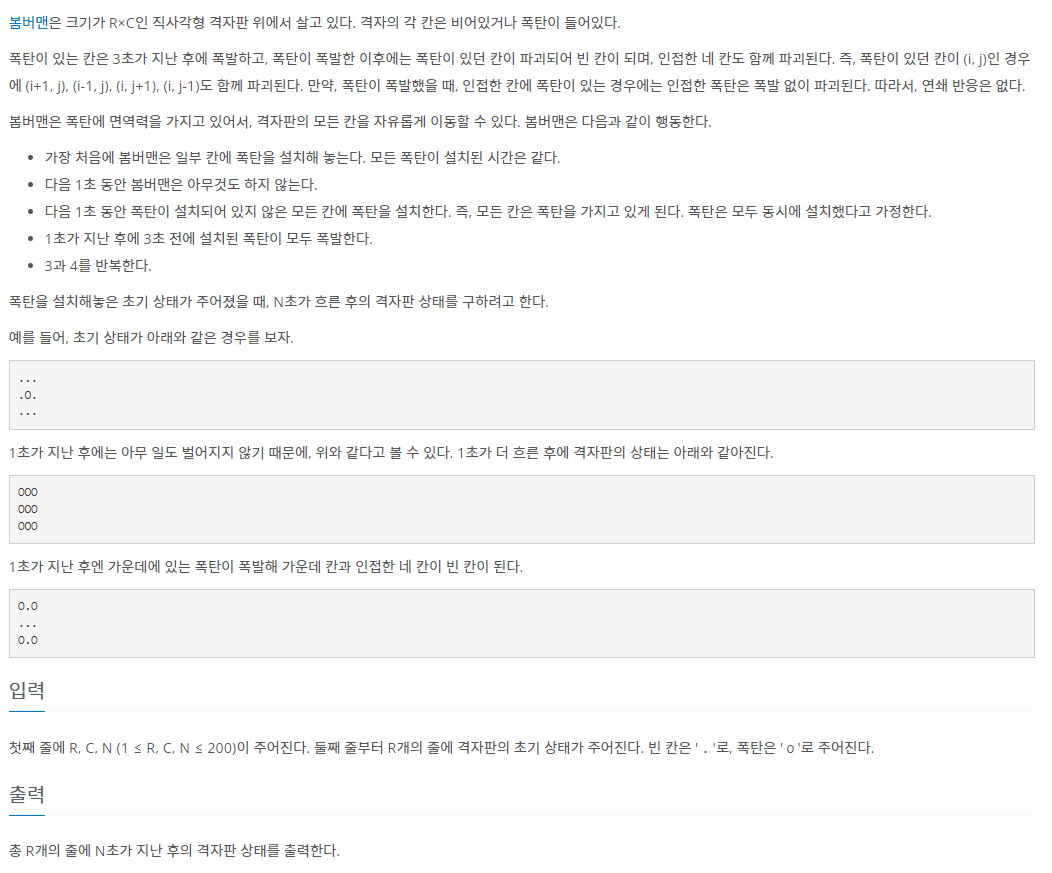 봄버맨은 크기가 R×C인 직사각형 격자판 위에서 살고 있다. 격자의 각 칸은 비어있거나 폭탄이 들어있다.
폭탄이 있는 칸은 3초가 지난 후에 폭발하고, 폭탄이 폭발한 이후에는 폭탄이 있던 칸이 파괴되어 빈 칸이 되며, 인접한 네 칸도 함께 파괴된다. 즉, 폭탄이 있던 칸이 (i, j)인 경우
에 (i+1, j), (i-1, j), (i, j+1), (i, j-1)도 함께 파괴된다. 만약, 폭탄이 폭발했을 때, 인접한 칸에 폭탄이 있는 경우에는 인접한 폭탄은 폭발 없이 파괴된다. 따라서, 연쇄 반응은 없다.
봄버맨은 폭탄에 면역력을 가지고 있어서, 격자판의 모든 칸을 자유롭게 이동할 수 있다. 봄버맨은 다음과 같이 행동한다.
• 가장 처음에 봄버맨은 일부 칸에 폭탄을 설치해 놓는다. 모든 폭탄이 설치된 시간은 같다.
• 다음 1초 동안 봄버맨은 아무것도 하지 않는다.
• 다음 1초 동안 폭탄이 설치되어 있지 않은 모든 칸에 폭탄을 설치한다. 즉, 모든 칸은 폭탄을 가지고 있게 된다. 폭탄은 모두 동시에 설치했다고 가정한다.
• 1초가 지난 후에 3초 전에 설치된 폭탄이 모두 폭발한다.
• 3과 4를 반복한다.
폭탄을 설치해놓은 초기 상태가 주어졌을 때, N초가 흐른 후의 격자판 상태를 구하려고 한다.
예를 들어, 초기 상태가 아래와 같은 경우를 보자.
...
.O.
...
1초가 지난 후에는 아무 일도 벌어지지 않기 때문에, 위와 같다고 볼 수 있다. 1초가 더 흐른 후에 격자판의 상태는 아래와 같아진다.
OOO
OOO
OOO
1초가 지난 후엔 가운데에 있는 폭탄이 폭발해 가운데 칸과 인접한 네 칸이 빈 칸이 된다.
O.O
...
O.O
입력
첫째 줄에 R, C, N (1 ≤ R, C, N ≤ 200)이 주어진다. 둘째 줄부터 R개의 줄에 격자판의 초기 상태가 주어진다. 빈 칸은 '.'로, 폭탄은 'O'로 주어진다.
출력
총 R개의 줄에 N초가 지난 후의 격자판 상태를 출력한다.